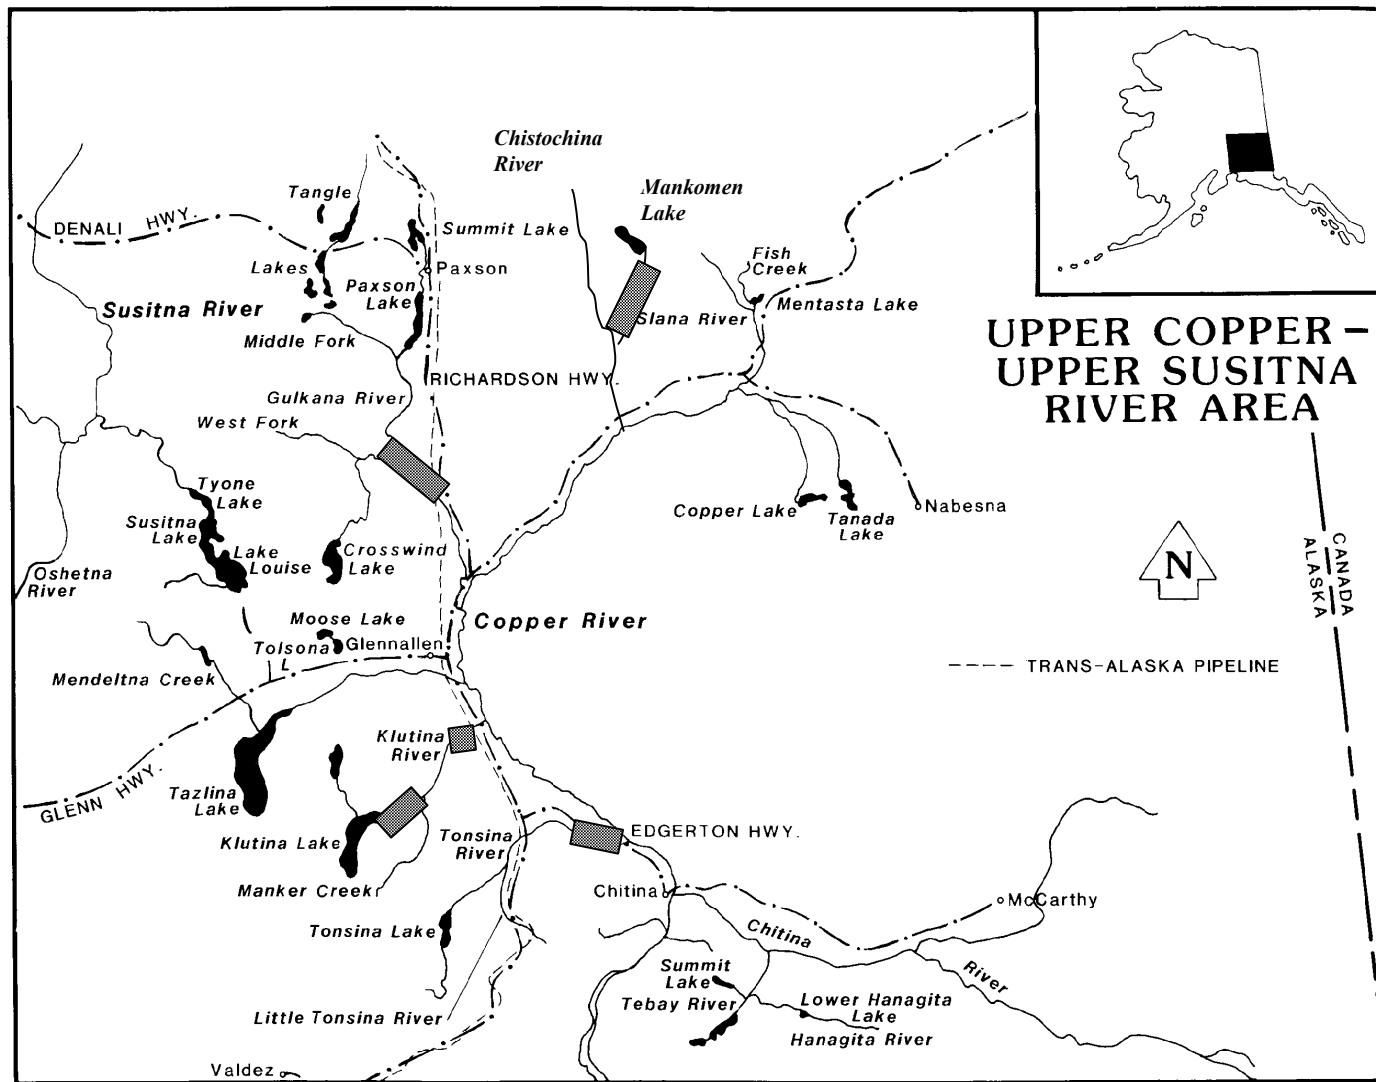 Chistochina
River
Mankomen
Lake
Tangle
DENALI HWY.
Summit Lake
Lakes
Paxson
Paxson
Lake
Susitna River
Middle Fork
Fish
Creek
Mentasta Lake
Slana River
UPPER COPPER –
UPPER SUSITNA
RIVER AREA
RICHARDSON HWY.
Gulkana River
West Fork
Tyone
Lake
Susitna
Lake
Lake
Louise
Crosswind
Lake
Copper Lake
Tanada
Lake
Nabesna
N
CANADA
ALASKA
Oshetna
River
Moose Lake
Copper River
Tolsona
L
Glennallen
Mendeltna Creek
TRANS-ALASKA PIPELINE
Klutina
River
GLENN HWY.
Tazlina
Lake
Klutina Lake
Tonsina
River
EDGERTON HWY.
Manker Creek
Chitina
McCarthy
Tonsina Lake
Chitina
River
Summit
Lake
Tebay River
Lower Hanagita
Lake
Hanagita River
Little Tonsina River
Valdez